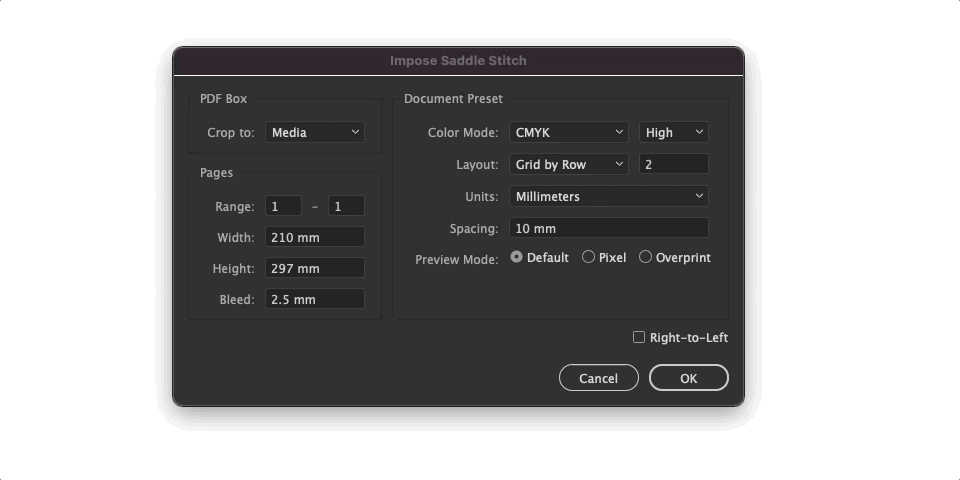 Impose Saddle Stitch
PDF Box
Crop to: Media
Pages
Range: 1 - 1
Width: 210 mm
Height: 297 mm
Bleed: 2.5 mm
Document Preset
Color Mode: CMYK High
Layout: Grid by Row 2
Units: Millimeters
Spacing: 10 mm
Preview Mode: Default Pixel Overprint
Right-to-Left
Cancel OK